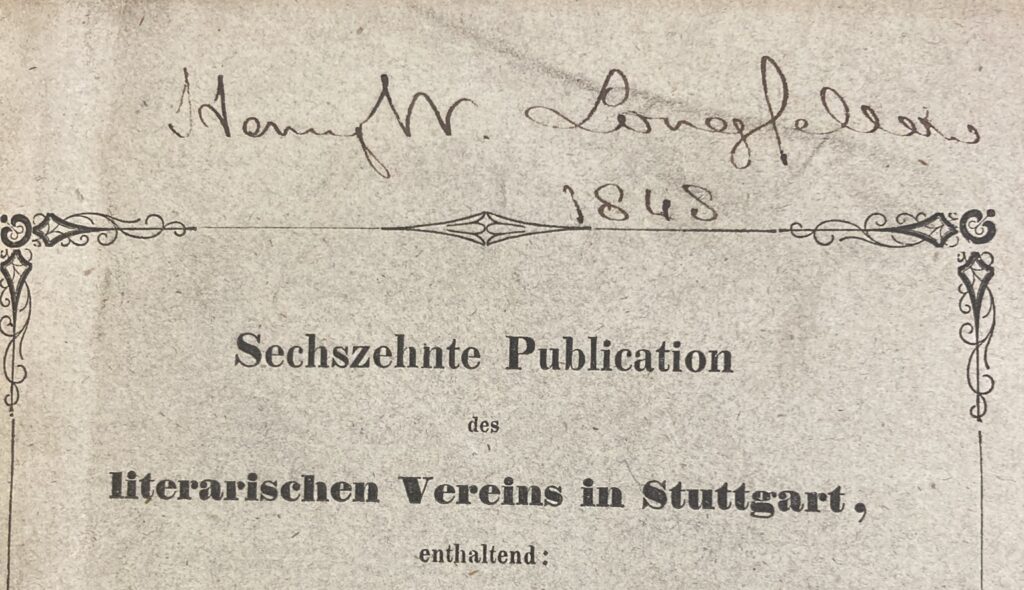 Henry W. Longfellow
1848
Sechszehnte Publication
des
literarischen Vereins in Stuttgart,
enthaltend: